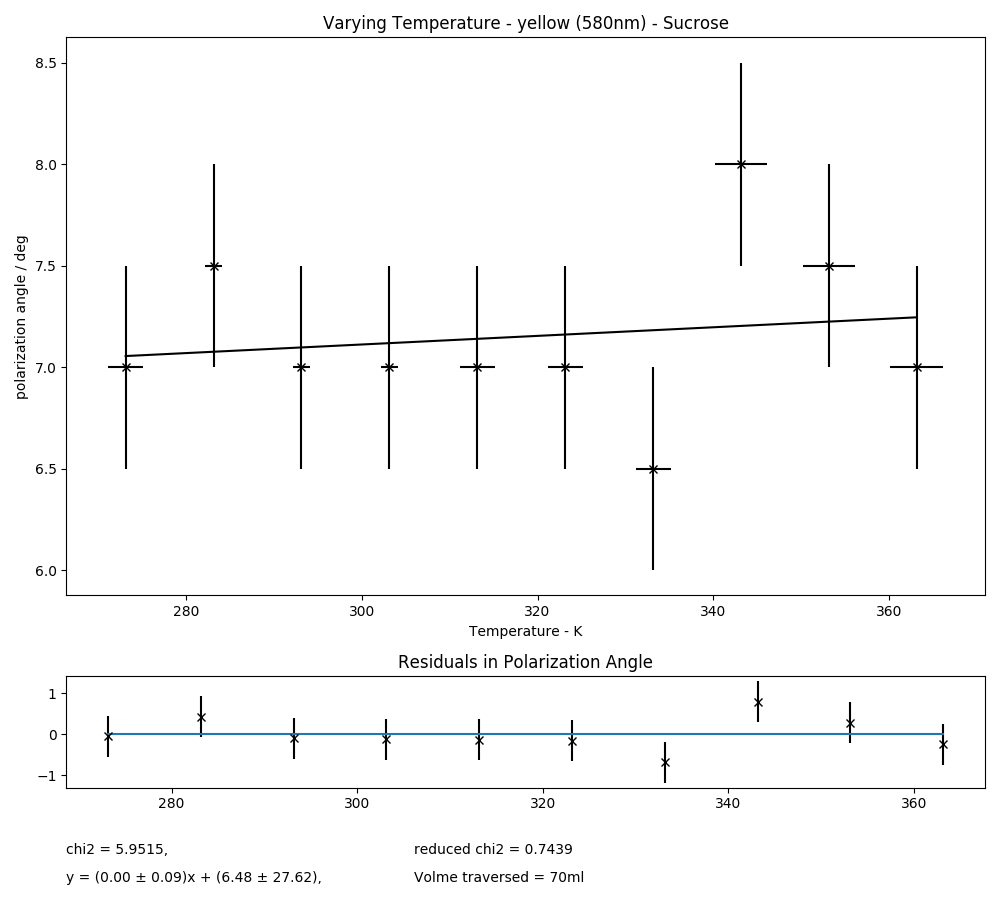 Varying Temperature - yellow (580nm) - Sucrose
8.5
8.0
7.5
7.0
6.5
6.0
polarization angle / deg
280 300 320 340 360
Temperature - K
Residuals in Polarization Angle
1
0
−1
280 300 320 340 360
chi2 = 5.9515, reduced chi2 = 0.7439
y = (0.00 ± 0.09)x + (6.48 ± 27.62), Volme traversed = 70ml